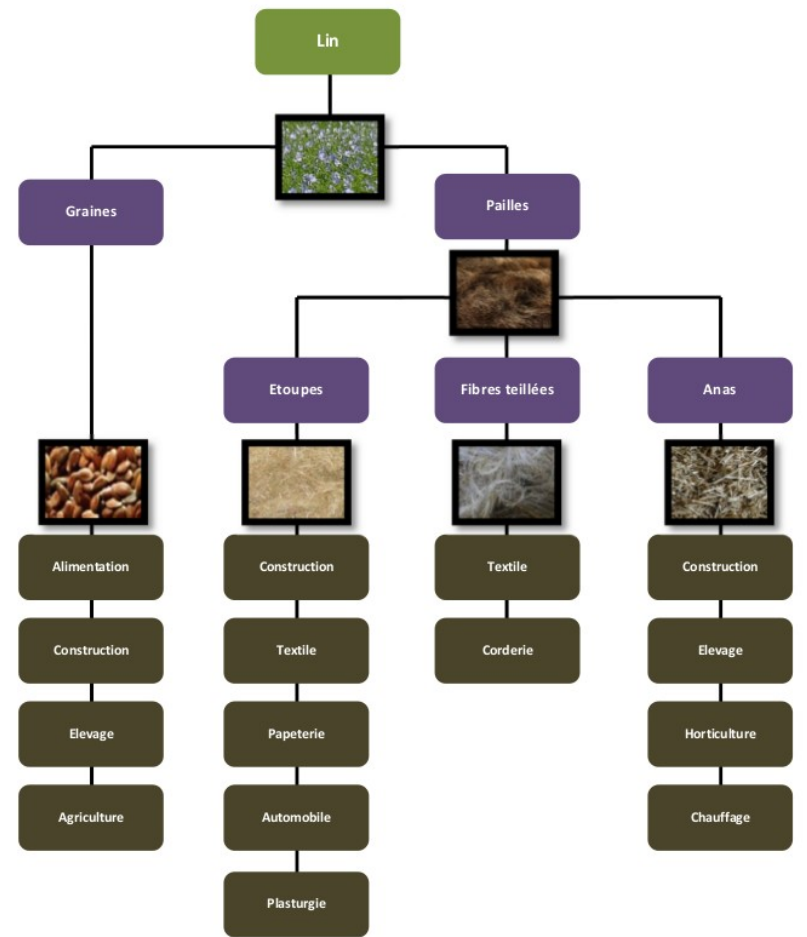 Lin
Graines
Pailles
Etoupes
Fibres teillées
Anas
Alimentation
Construction
Elevage
Agriculture
Construction
Textile
Papeterie
Automobile
Plasturgie
Textile
Corderie
Construction
Elevage
Horticulture
Chauffage